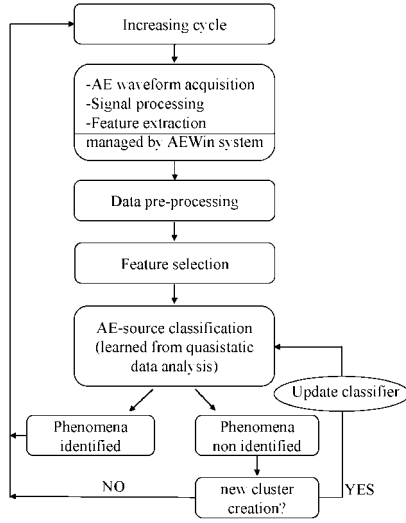 Increasing cycle
-AE waveform acquisition
-Signal processing
-Feature extraction
managed by AEWin system
Data pre-processing
Feature selection
AE-source classification
(learned from quasistatic
data analysis)
Update classifier
Phenomena
identified
Phenomena
non identified
NO
new cluster
creation?
YES